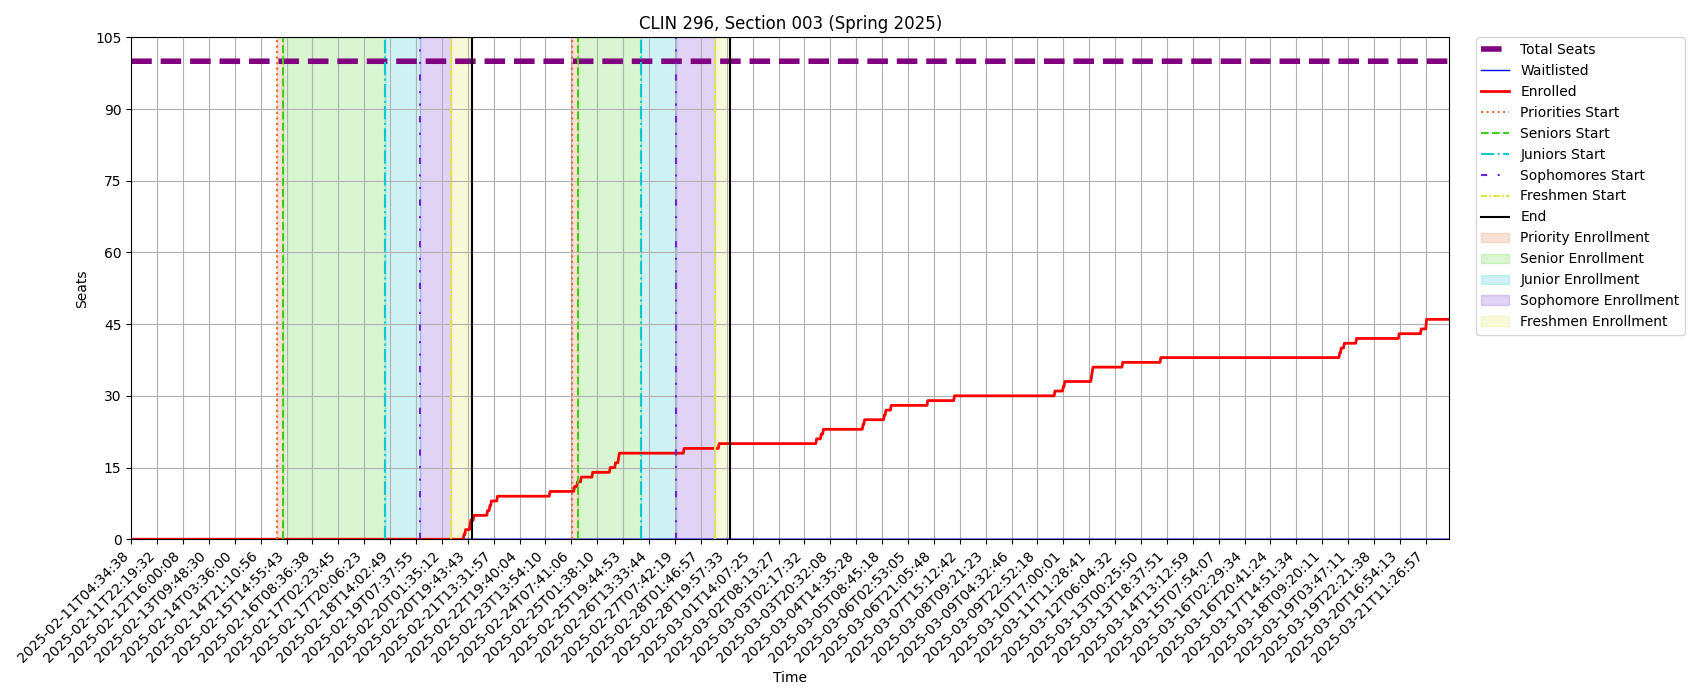 CLIN 296, Section 003 (Spring 2025)
105
90
75
60
45
30
15
0
Seats
2025-02-11T04:34:38
2025-02-11T22:19:32
2025-02-12T16:00:08
2025-02-13T09:48:30
2025-02-14T03:36:00
2025-02-14T21:10:56
2025-02-15T14:55:43
2025-02-16T08:36:38
2025-02-17T02:23:45
2025-02-17T20:06:23
2025-02-18T14:02:49
2025-02-19T07:37:55
2025-02-20T01:35:12
2025-02-20T19:43:43
2025-02-21T13:31:57
2025-02-22T19:40:04
2025-02-23T13:54:10
2025-02-24T07:41:06
2025-02-25T01:38:10
2025-02-25T19:44:53
2025-02-26T13:33:44
2025-02-27T07:42:19
2025-02-28T01:46:57
2025-02-28T19:57:33
2025-03-01T14:07:25
2025-03-02T08:13:27
2025-03-03T02:17:32
2025-03-03T20:32:08
2025-03-04T14:35:28
2025-03-05T08:45:18
2025-03-06T02:53:05
2025-03-06T21:05:48
2025-03-07T15:12:42
2025-03-08T09:21:23
2025-03-09T04:32:46
2025-03-09T22:52:18
2025-03-10T17:00:01
2025-03-11T11:28:41
2025-03-12T06:04:32
2025-03-13T00:25:50
2025-03-13T18:37:51
2025-03-14T13:12:59
2025-03-15T07:54:07
2025-03-16T02:29:34
2025-03-16T20:41:24
2025-03-17T14:51:34
2025-03-18T09:20:11
2025-03-19T03:47:11
2025-03-19T22:21:38
2025-03-20T16:54:13
2025-03-21T11:26:57
Time
Total Seats
Waitlisted
Enrolled
Priorities Start
Seniors Start
Juniors Start
Sophomores Start
Freshmen Start
End
Priority Enrollment
Senior Enrollment
Junior Enrollment
Sophomore Enrollment
Freshmen Enrollment